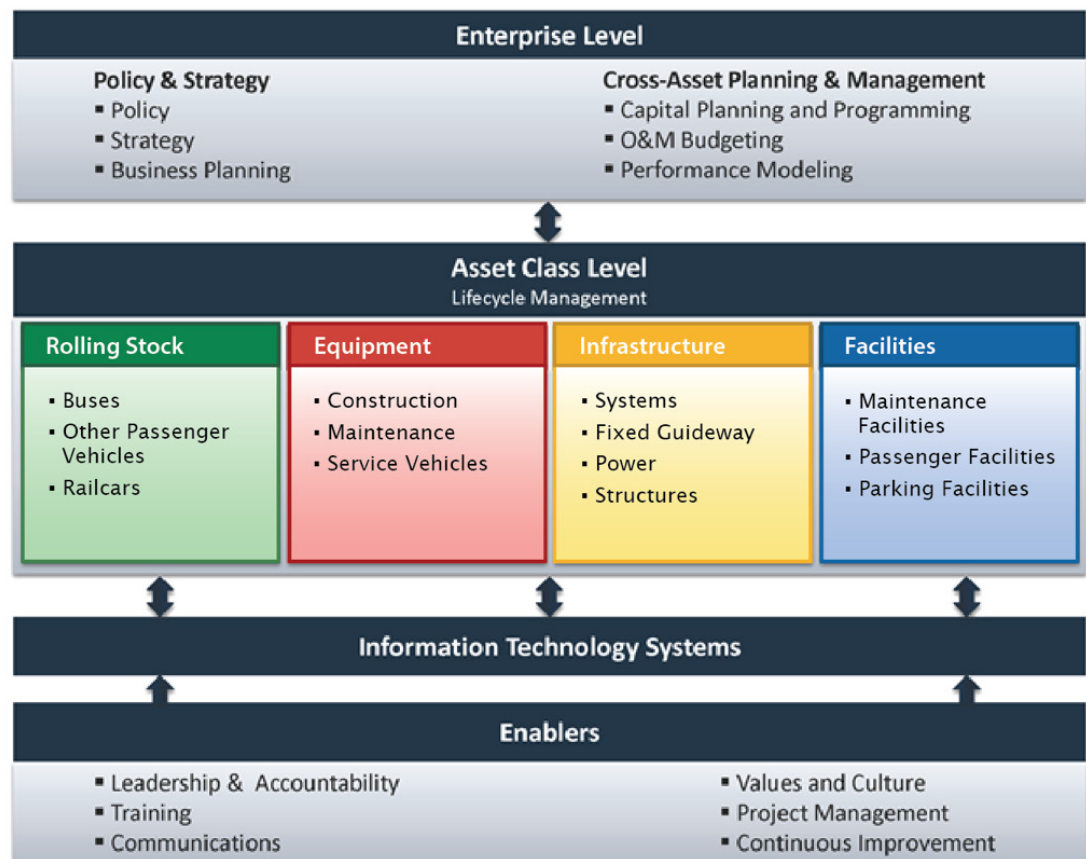 Enterprise Level
Policy & Strategy
▪ Policy
▪ Strategy
▪ Business Planning
Cross-Asset Planning & Management
▪ Capital Planning and Programming
▪ O&M Budgeting
▪ Performance Modeling
Asset Class Level
Lifecycle Management
Rolling Stock
▪ Buses
▪ Other Passenger
Vehicles
▪ Railcars
Equipment
▪ Construction
▪ Maintenance
▪ Service Vehicles
Infrastructure
▪ Systems
▪ Fixed Guideway
▪ Power
▪ Structures
Facilities
▪ Maintenance
Facilities
▪ Passenger Facilities
▪ Parking Facilities
Information Technology Systems
Enablers
▪ Leadership & Accountability
▪ Training
▪ Communications
▪ Values and Culture
▪ Project Management
▪ Continuous Improvement